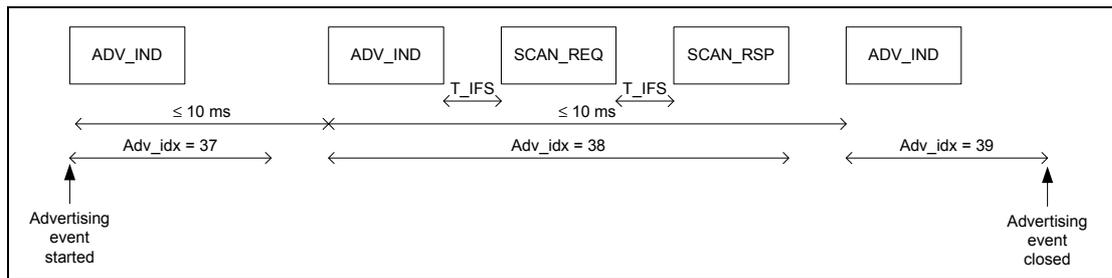 ADV_IND
ADV_IND
SCAN_REQ
SCAN_RSP
ADV_IND
T_IFS
T_IFS
≤ 10 ms
≤ 10 ms
Adv_idx = 37
Adv_idx = 38
Adv_idx = 39
Advertising
event
started
Advertising
event
closed